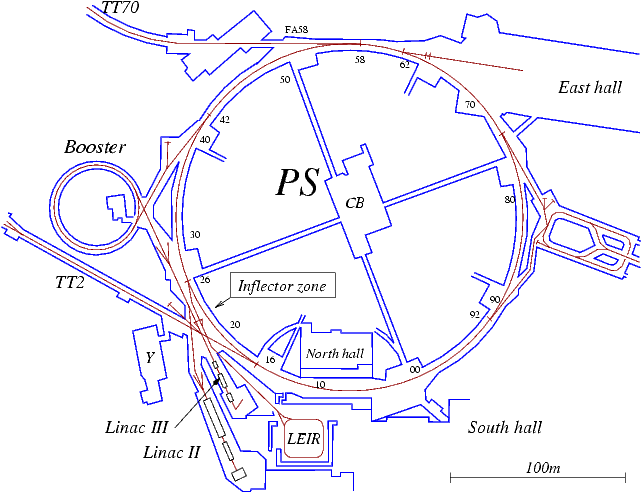 TT70
FA58
58
62
50
East hall
70
42
40
Booster
PS
CB
80
30
TT2
26
Inflector zone
90
20
92
Y
16
North hall
00
10
Linac III
South hall
Linac II
LEIR
100m